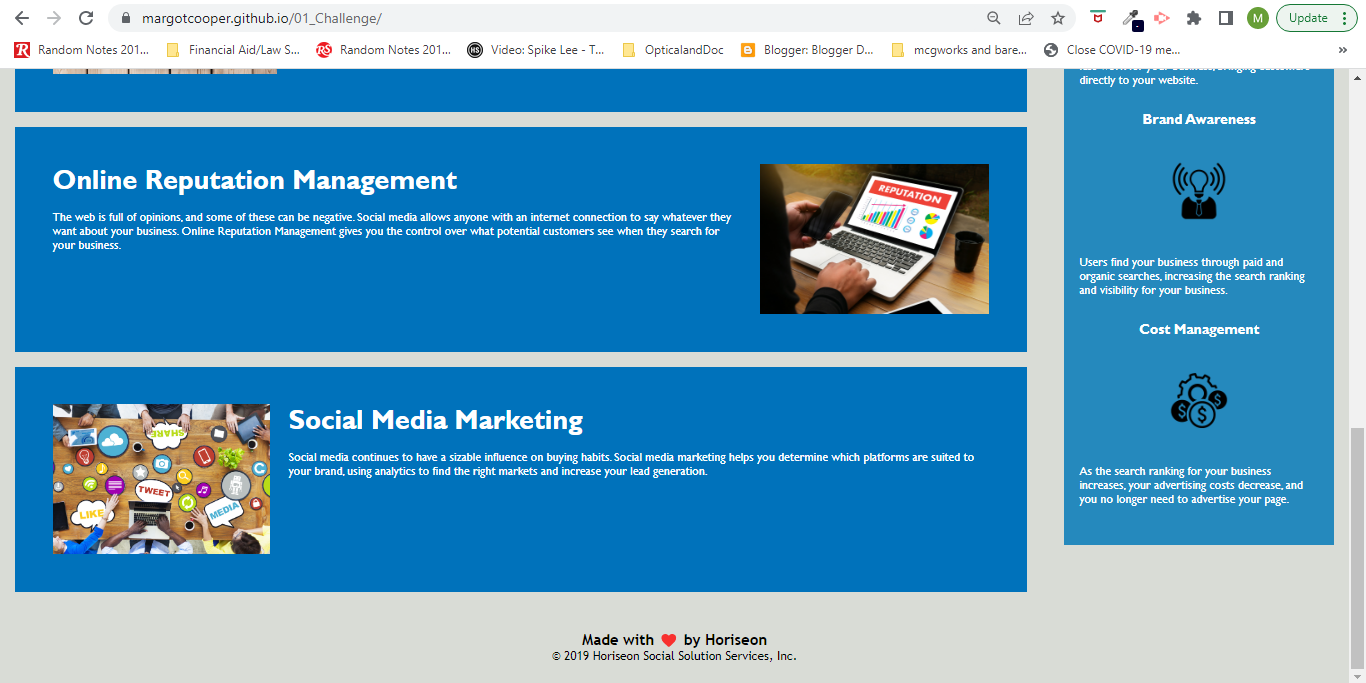 margotcooper.github.io/01_Challenge/
M
Update
Random Notes 201...
Financial Aid/Law S...
Random Notes 201...
Video: Spike Lee - T...
OpticalandDoc
Blogger: Blogger D...
mcgworks and bare...
Close COVID-19 me...
»
directly to your website.
Brand Awareness
Online Reputation Management
The web is full of opinions, and some of these can be negative. Social media allows anyone with an internet connection to say whatever they
want about your business. Online Reputation Management gives you the control over what potential customers see when they search for
your business.
REPUTATION
Users find your business through paid and
organic searches, increasing the search ranking
and visibility for your business.
Cost Management
Social Media Marketing
Social media continues to have a sizable influence on buying habits. Social media marketing helps you determine which platforms are suited to
your brand, using analytics to find the right markets and increase your lead generation.
SHARE
TWEET
LIKE
MEDIA
As the search ranking for your business
increases, your advertising costs decrease, and
you no longer need to advertise your page.
Made with ❤️ by Horiseon
© 2019 Horiseon Social Solution Services, Inc.